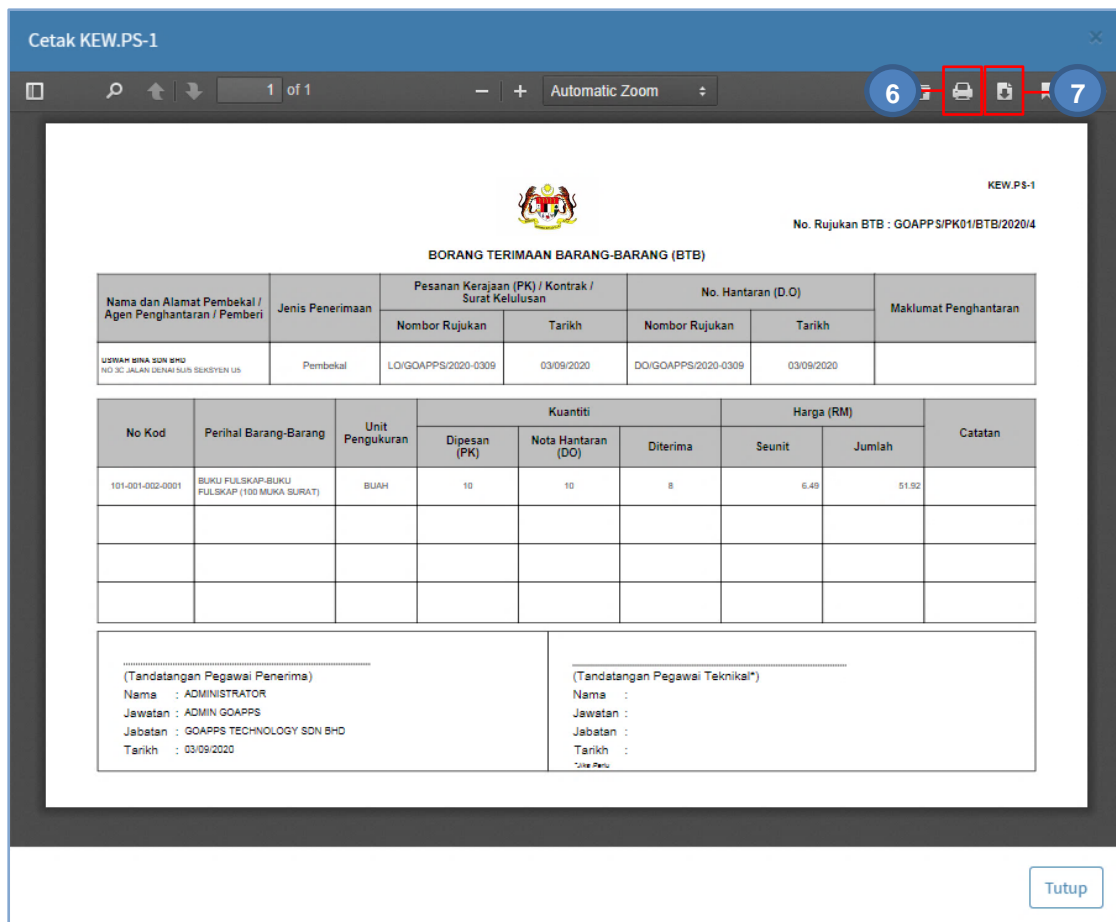 Cetak KEW.PS-1
×
1 of 1
Automatic Zoom
6
7
KEW.PS-1
No. Rujukan BTB : GOAPPS/PK01/BTB/2020/4
BORANG TERIMAAN BARANG-BARANG (BTB)
Nama dan Alamat Pembekal /
Agen Penghantaran / Pemberi
Jenis Penerimaan
Pesanan Kerajaan (PK) / Kontrak /
Surat Kelulusan
No. Hantaran (D.O)
Maklumat Penghantaran
Nombor Rujukan
Tarikh
Nombor Rujukan
Tarikh
USWAH BINA SDN BHD
NO 3C JALAN DENAI 5U/5 SEKSYEN U5
Pembekal
LO/GOAPPS/2020-0309
03/09/2020
DO/GOAPPS/2020-0309
03/09/2020
No Kod
Perihal Barang-Barang
Unit
Pengukuran
Kuantiti
Harga (RM)
Catatan
Dipesan
(PK)
Nota Hantaran
(DO)
Diterima
Seunit
Jumlah
101-001-002-0001
BUKU FULSKAP-BUKU
FULSKAP (100 MUKA SURAT)
BUAH
10
10
8
6.49
51.92
(Tandatangan Pegawai Penerima)
Nama : ADMINISTRATOR
Jawatan : ADMIN GOAPPS
Jabatan : GOAPPS TECHNOLOGY SDN BHD
Tarikh : 03/09/2020
(Tandatangan Pegawai Teknikal*)
Nama :
Jawatan :
Jabatan :
Tarikh :
*Jika Perlu
Tutup